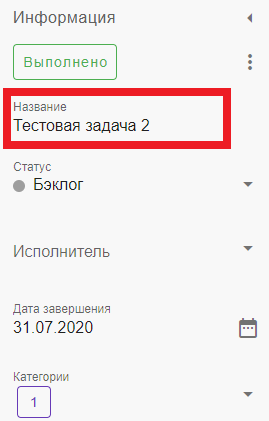 Информация
Выполнено
Название
Тестовая задача 2
Статус
Бэклог
Исполнитель
Дата завершения
31.07.2020
Категории
1